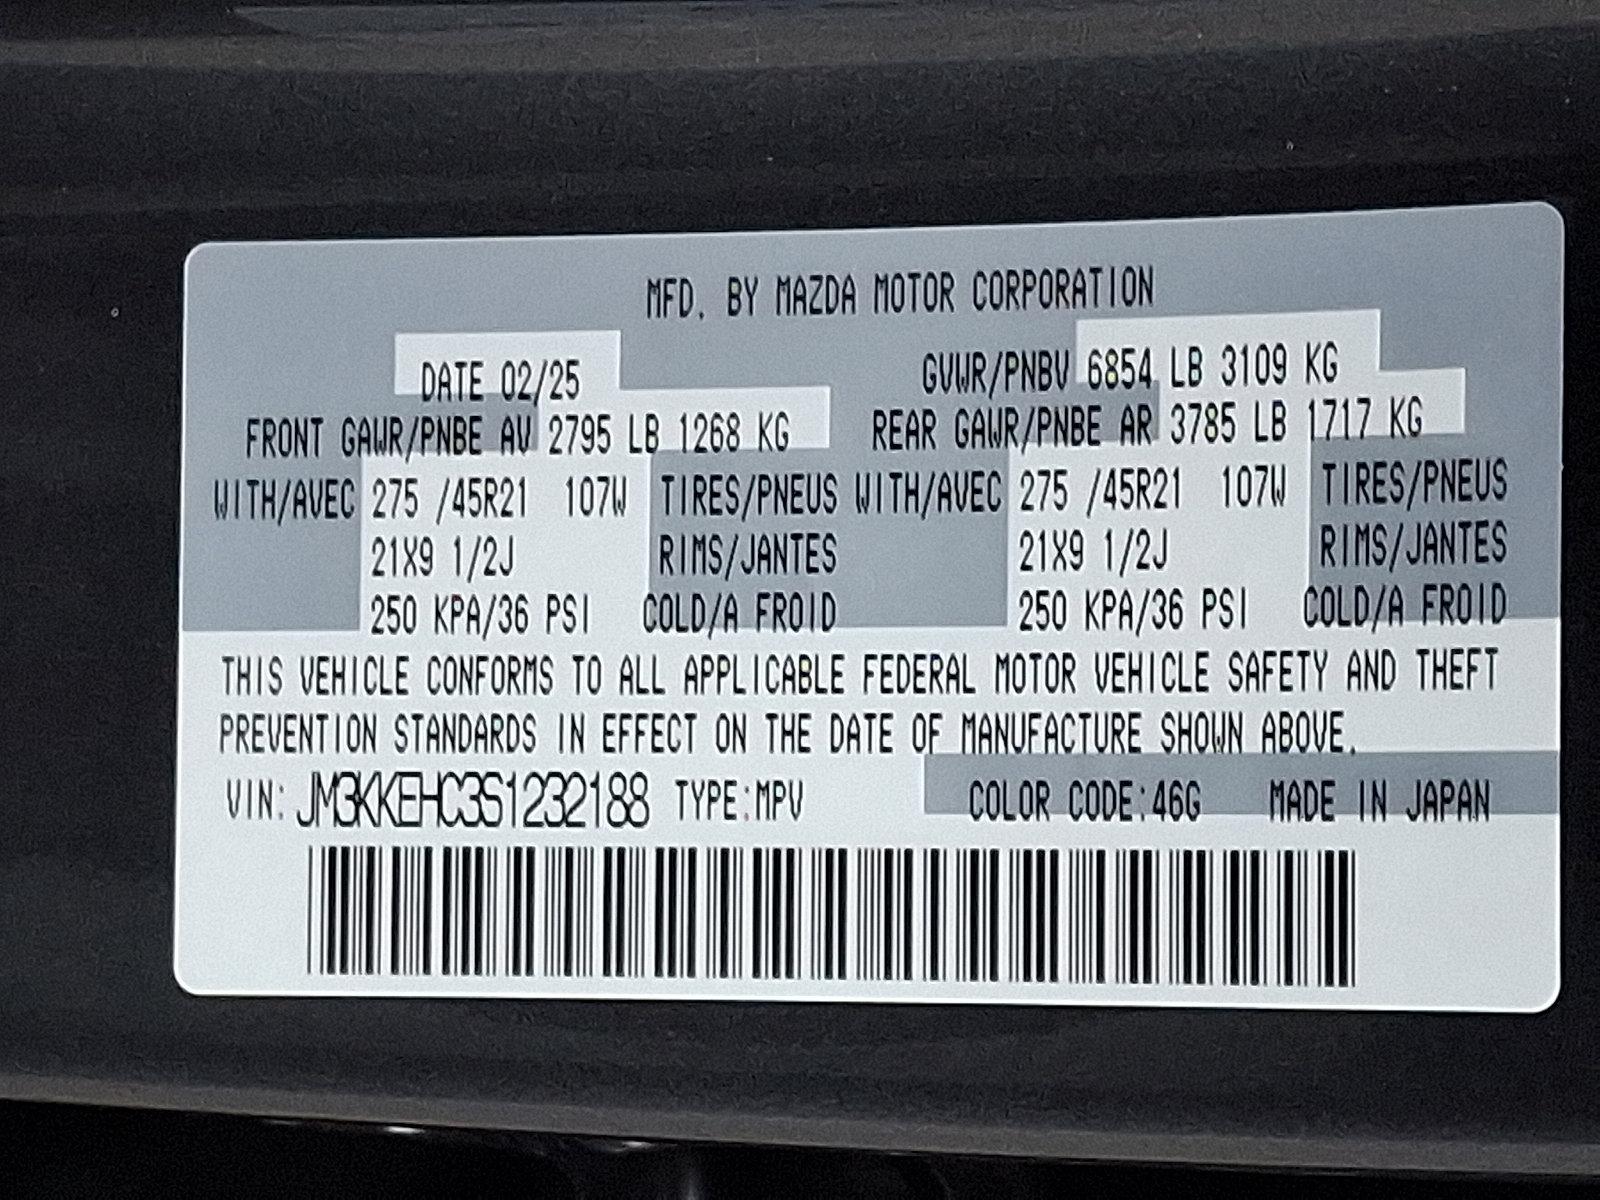 MFD. BY MAZDA MOTOR CORPORATION
DATE 02/25 GVWR/PNBV 6854 LB 3109 KG
FRONT GAWR/PNBE AV 2795 LB 1268 KG REAR GAWR/PNBE AR 3785 LB 1717 KG
WITH/AVEC 275 /45R21 107W TIRES/PNEUS WITH/AVEC 275 /45R21 107W TIRES/PNEUS
21X9 1/2J RIMS/JANTES 21X9 1/2J RIMS/JANTES
250 KPA/36 PSI COLD/A FROID 250 KPA/36 PSI COLD/A FROID
THIS VEHICLE CONFORMS TO ALL APPLICABLE FEDERAL MOTOR VEHICLE SAFETY AND THEFT
PREVENTION STANDARDS IN EFFECT ON THE DATE OF MANUFACTURE SHOWN ABOVE.
VIN: JM3KKEHC3S1232188 TYPE:MPV COLOR CODE:46G MADE IN JAPAN